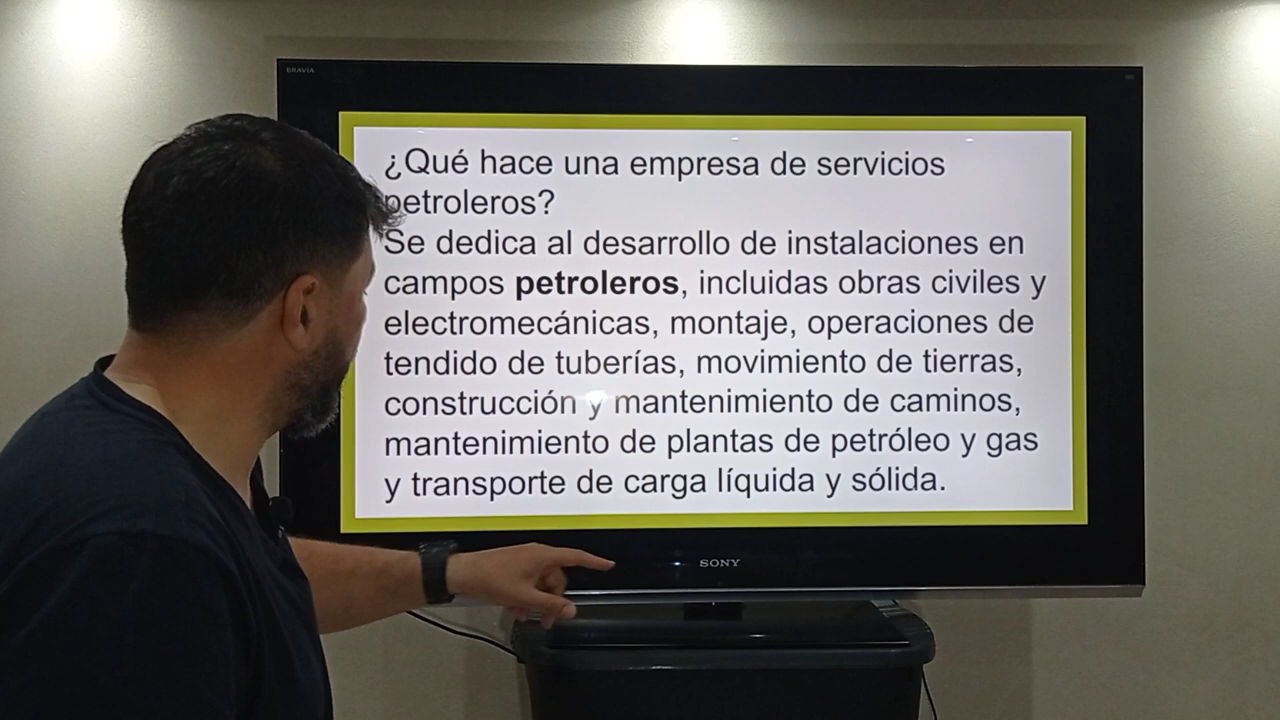 BRAVIA
¿Qué hace una empresa de servicios
petroleros?
Se dedica al desarrollo de instalaciones en
campos petroleros, incluidas obras civiles y
electromecánicas, montaje, operaciones de
tendido de tuberías, movimiento de tierras,
construcción y mantenimiento de caminos,
mantenimiento de plantas de petróleo y gas
y transporte de carga líquida y sólida.
SONY